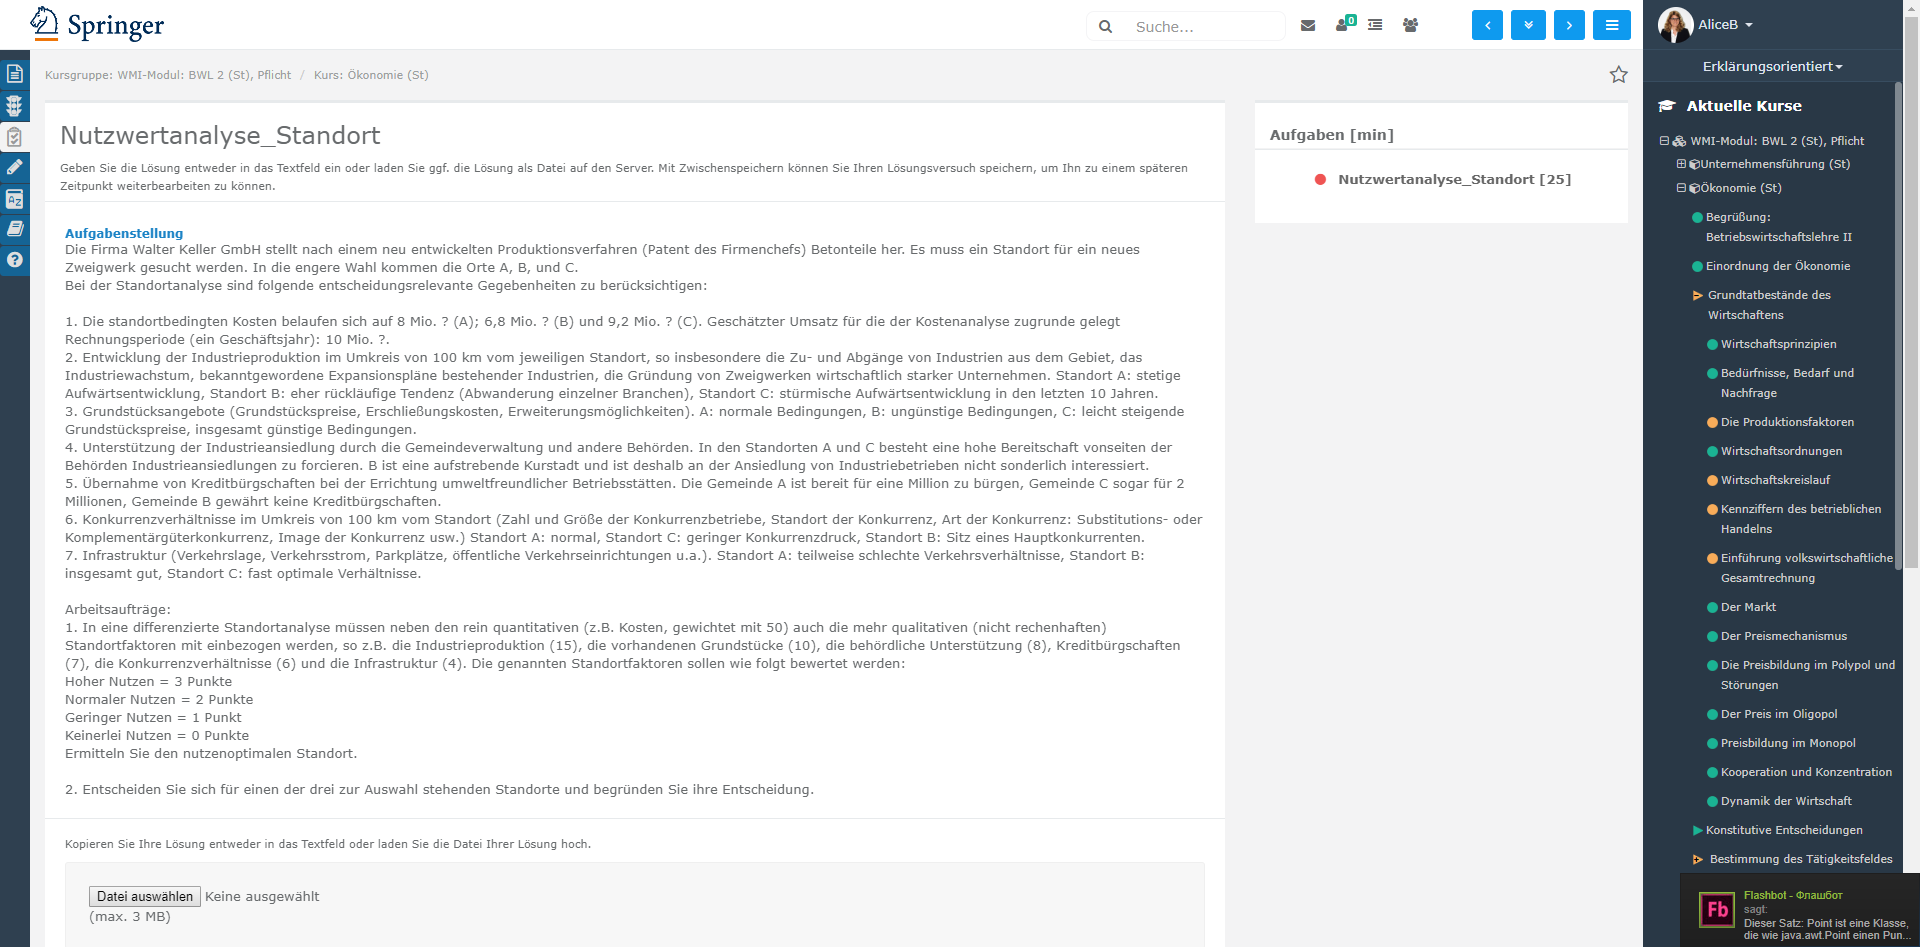 Springer
Suche...
0
AliceB
Kursgruppe: WMI-Modul: BWL 2 (St), Pflicht / Kurs: Ökonomie (St)
Nutzwertanalyse_Standort
Geben Sie die Lösung entweder in das Textfeld ein oder laden Sie ggf. die Lösung als Datei auf den Server. Mit Zwischenspeichern können Sie Ihren Lösungsversuch speichern, um Ihn zu einem späteren
Zeitpunkt weiterbearbeiten zu können.
Aufgabenstellung
Die Firma Walter Keller GmbH stellt nach einem neu entwickelten Produktionsverfahren (Patent des Firmenchefs) Betonteile her. Es muss ein Standort für ein neues
Zweigwerk gesucht werden. In die engere Wahl kommen die Orte A, B, und C.
Bei der Standortanalyse sind folgende entscheidungsrelevante Gegebenheiten zu berücksichtigen:
1. Die standortbedingten Kosten belaufen sich auf 8 Mio. ? (A); 6,8 Mio. ? (B) und 9,2 Mio. ? (C). Geschätzter Umsatz für die der Kostenanalyse zugrunde gelegt
Rechnungsperiode (ein Geschäftsjahr): 10 Mio. ?.
2. Entwicklung der Industrieproduktion im Umkreis von 100 km vom jeweiligen Standort, so insbesondere die Zu- und Abgänge von Industrien aus dem Gebiet, das
Industriewachstum, bekanntgewordene Expansionspläne bestehender Industrien, die Gründung von Zweigwerken wirtschaftlich starker Unternehmen. Standort A: stetige
Aufwärtsentwicklung, Standort B: eher rückläufige Tendenz (Abwanderung einzelner Branchen), Standort C: stürmische Aufwärtsentwicklung in den letzten 10 Jahren.
3. Grundstücksangebote (Grundstückspreise, Erschließungskosten, Erweiterungsmöglichkeiten). A: normale Bedingungen, B: ungünstige Bedingungen, C: leicht steigende
Grundstückspreise, insgesamt günstige Bedingungen.
4. Unterstützung der Industrieansiedlung durch die Gemeindeverwaltung und andere Behörden. In den Standorten A und C besteht eine hohe Bereitschaft vonseiten der
Behörden Industrieansiedlungen zu forcieren. B ist eine aufstrebende Kurstadt und ist deshalb an der Ansiedlung von Industriebetrieben nicht sonderlich interessiert.
5. Übernahme von Kreditbürgschaften bei der Errichtung umweltfreundlicher Betriebsstätten. Die Gemeinde A ist bereit für eine Million zu bürgen, Gemeinde C sogar für 2
Millionen, Gemeinde B gewährt keine Kreditbürgschaften.
6. Konkurrenzverhältnisse im Umkreis von 100 km vom Standort (Zahl und Größe der Konkurrenzbetriebe, Standort der Konkurrenz, Art der Konkurrenz: Substitutions- oder
Komplementärgüterkonkurrenz, Image der Konkurrenz usw.) Standort A: normal, Standort C: geringer Konkurrenzdruck, Standort B: Sitz eines Hauptkonkurrenten.
7. Infrastruktur (Verkehrslage, Verkehrsstrom, Parkplätze, öffentliche Verkehrseinrichtungen u.a.). Standort A: teilweise schlechte Verkehrsverhältnisse, Standort B:
insgesamt gut, Standort C: fast optimale Verhältnisse.
Arbeitsaufträge:
1. In eine differenzierte Standortanalyse müssen neben den rein quantitativen (z.B. Kosten, gewichtet mit 50) auch die mehr qualitativen (nicht rechenhaften)
Standortfaktoren mit einbezogen werden, so z.B. die Industrieproduktion (15), die vorhandenen Grundstücke (10), die behördliche Unterstützung (8), Kreditbürgschaften
(7), die Konkurrenzverhältnisse (6) und die Infrastruktur (4). Die genannten Standortfaktoren sollen wie folgt bewertet werden:
Hoher Nutzen = 3 Punkte
Normaler Nutzen = 2 Punkte
Geringer Nutzen = 1 Punkt
Keinerlei Nutzen = 0 Punkte
Ermitteln Sie den nutzenoptimalen Standort.
2. Entscheiden Sie sich für einen der drei zur Auswahl stehenden Standorte und begründen Sie ihre Entscheidung.
Kopieren Sie Ihre Lösung entweder in das Textfeld oder laden Sie die Datei Ihrer Lösung hoch.
Datei auswählen Keine ausgewählt
(max. 3 MB)
Aufgaben [min]
Nutzwertanalyse_Standort [25]
Erklärungsorientiert
Aktuelle Kurse
WMI-Modul: BWL 2 (St), Pflicht
Unternehmensführung (St)
Ökonomie (St)
Begrüßung:
Betriebswirtschaftslehre II
Einordnung der Ökonomie
Grundtatbestände des
Wirtschaftens
Wirtschaftsprinzipien
Bedürfnisse, Bedarf und
Nachfrage
Die Produktionsfaktoren
Wirtschaftsordnungen
Wirtschaftskreislauf
Kennziffern des betrieblichen
Handelns
Einführung volkswirtschaftliche
Gesamtrechnung
Der Markt
Der Preismechanismus
Die Preisbildung im Polypol und
Störungen
Der Preis im Oligopol
Preisbildung im Monopol
Kooperation und Konzentration
Dynamik der Wirtschaft
Konstitutive Entscheidungen
Bestimmung des Tätigkeitsfeldes
Fb
Flashbot - Флашбот
sagt:
Dieser Satz: Point ist eine Klasse,
die wie java.awt.Point einen Pun...